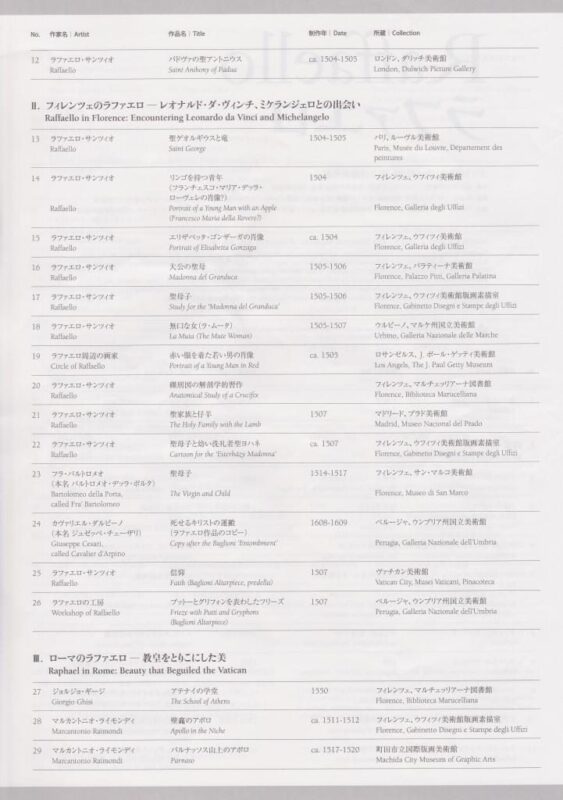 No. 作家名 | Artist 作品名 | Title 制作年 | Date 所蔵 | Collection
12 ラファエロ・サンツィオ パドヴァの聖アントニウス ca. 1504-1505 ロンドン、ダリッチ美術館
Raffaello Saint Anthony of Padua London, Dulwich Picture Gallery
II. フィレンツェのラファエロ — レオナルド・ダ・ヴィンチ、ミケランジェロとの出会い
Raffaello in Florence: Encountering Leonardo da Vinci and Michelangelo
13 ラファエロ・サンツィオ 聖ゲオルギウスと竜 1504-1505 パリ、ルーヴル美術館
Raffaello Saint George Paris, Musée du Louvre, Département des
peintures
14 ラファエロ・サンツィオ リンゴを持つ青年 1504 フィレンツェ、ウフィツィ美術館
(フランチェスコ・マリア・デッラ・
ローヴェレの肖像?)
Raffaello Portrait of a Young Man with an Apple Florence, Galleria degli Uffizi
(Francesco Maria della Rovere?)
15 ラファエロ・サンツィオ エリザベッタ・ゴンザーガの肖像 ca. 1504 フィレンツェ、ウフィツィ美術館
Raffaello Portrait of Elisabetta Gonzaga Florence, Galleria degli Uffizi
16 ラファエロ・サンツィオ 大公の聖母 1505-1506 フィレンツェ、パラティーナ美術館
Raffaello Madonna del Granduca Florence, Palazzo Pitti, Galleria Palatina
17 ラファエロ・サンツィオ 聖母子 1505-1506 フィレンツェ、ウフィツィ美術館版画素描室
Raffaello Study for the 'Madonna del Granduca' Florence, Gabinetto Disegni e Stampe degli Uffizi
18 ラファエロ・サンツィオ 無口な女(ラ・ムータ) 1505-1507 ウルビーノ、マルケ州国立美術館
Raffaello La Muta (The Mute Woman) Urbino, Galleria Nazionale delle Marche
19 ラファエロ周辺の画家 赤い服を着た若い男の肖像 ca. 1505 ロサンゼルス、J. ポール・ゲッティ美術館
Circle of Raffaello Portrait of a Young Man in Red Los Angels, The J. Paul Getty Museum
20 ラファエロ・サンツィオ 磔刑図の解剖学的習作 フィレンツェ、マルチェッリアーナ図書館
Raffaello Anatomical Study of a Crucifix Florence, Biblioteca Marucelliana
21 ラファエロ・サンツィオ 聖家族と仔羊 1507 マドリード、プラド美術館
Raffaello The Holy Family with the Lamb Madrid, Museo Nacional del Prado
22 ラファエロ・サンツィオ 聖母子と幼い洗礼者聖ヨハネ ca. 1507 フィレンツェ、ウフィツィ美術館版画素描室
Raffaello Cartoon for the 'Esterházy Madonna' Florence, Gabinetto Disegni e Stampe degli Uffizi
23 フラ・バルトロメオ 聖母子 1514-1517 フィレンツェ、サン・マルコ美術館
(本名 バルトロメオ・デッラ・ポルタ)
Bartolomeo della Porta, The Virgin and Child Florence, Museo di San Marco
called Fra' Bartolomeo
24 カヴァリエル・ダルピーノ 死せるキリストの運搬 1608-1609 ペルージャ、ウンブリア州国立美術館
(本名 ジュゼッペ・チェーザリ) (ラファエロ作品のコピー)
Giuseppe Cesari, Copy after the Baglioni 'Entombment' Perugia, Galleria Nazionale dell'Umbria
called Cavalier d'Arpino
25 ラファエロ・サンツィオ 信仰 1507 ヴァチカン美術館
Raffaello Faith (Baglioni Altarpiece, predella) Vatican City, Musei Vaticani, Pinacoteca
26 ラファエロの工房 プットーとグリフォンを表わしたフリーズ 1507 ペルージャ、ウンブリア州国立美術館
Workshop of Raffaello Frieze with Putti and Gryphons Perugia, Galleria Nazionale dell'Umbria
(Baglioni Altarpiece)
III. ローマのラファエロ — 教皇をとりこにした美
Raphael in Rome: Beauty that Beguiled the Vatican
27 ジョルジョ・ギージ アテナイの学堂 1550 フィレンツェ、マルチェッリアーナ図書館
Giorgio Ghisi The School of Athens Florence, Biblioteca Marucelliana
28 マルカントニオ・ライモンディ 壁龕のアポロ ca. 1511-1512 フィレンツェ、ウフィツィ美術館版画素描室
Marcantonio Raimondi Apollo in the Niche Florence, Gabinetto Disegni e Stampe degli Uffizi
29 マルカントニオ・ライモンディ パルナッソス山上のアポロ ca. 1517-1520 町田市立国際版画美術館
Marcantonio Raimondi Parnaso Machida City Museum of Graphic Arts